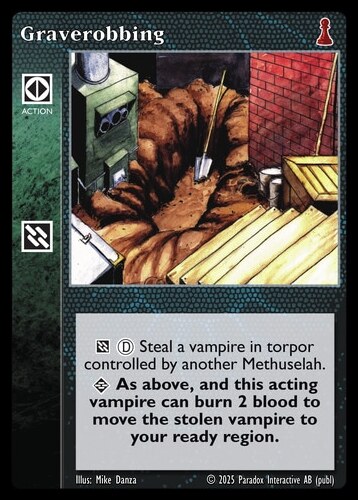 Graverobbing
ACTION
D Steal a vampire in torpor
controlled by another Methuselah.
As above, and this acting
vampire can burn 2 blood to
move the stolen vampire to
your ready region.
Illus: Mike Danza
© 2025 Paradox Interactive AB (publ)